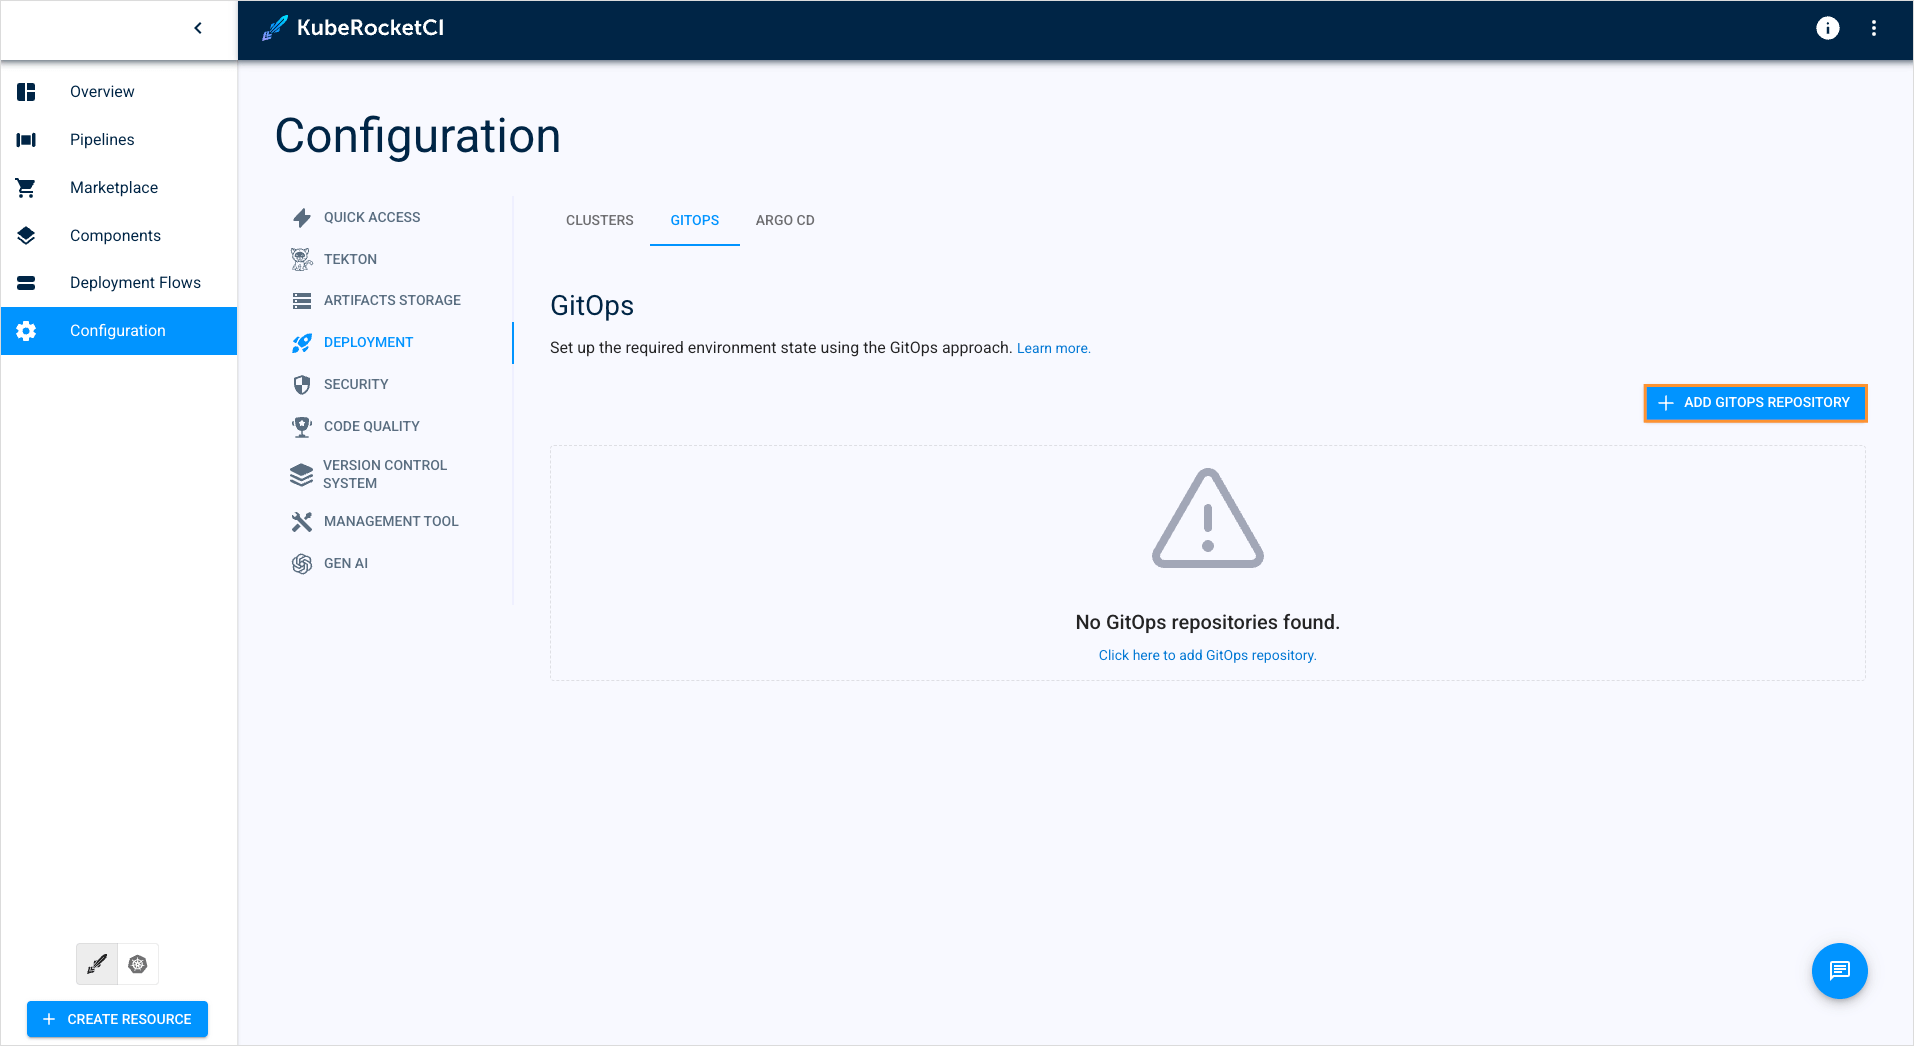 KubeRocketCI
Overview
Pipelines
Marketplace
Components
Deployment Flows
Configuration
CREATE RESOURCE
Configuration
QUICK ACCESS
TEKTON
ARTIFACTS STORAGE
DEPLOYMENT
SECURITY
CODE QUALITY
VERSION CONTROL
SYSTEM
MANAGEMENT TOOL
GEN AI
CLUSTERS
GITOPS
ARGO CD
GitOps
Set up the required environment state using the GitOps approach. Learn more.
ADD GITOPS REPOSITORY
No GitOps repositories found.
Click here to add GitOps repository.